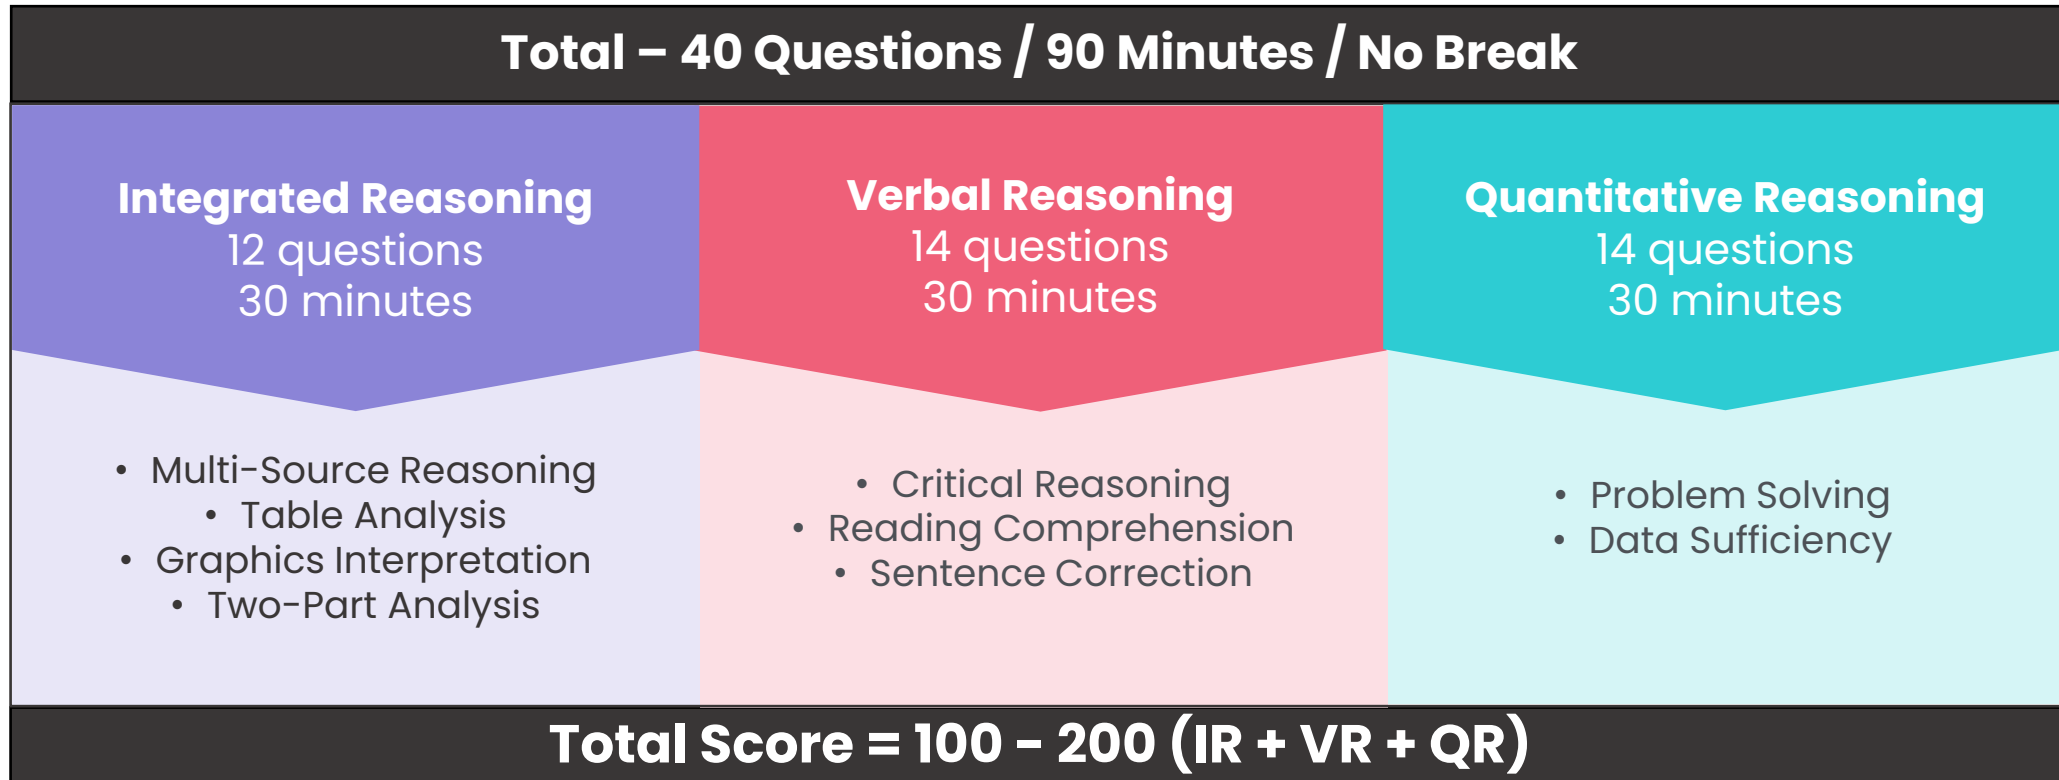 Total – 40 Questions / 90 Minutes / No Break
Integrated Reasoning
12 questions
30 minutes
• Multi-Source Reasoning
• Table Analysis
• Graphics Interpretation
• Two-Part Analysis
Verbal Reasoning
14 questions
30 minutes
• Critical Reasoning
• Reading Comprehension
• Sentence Correction
Quantitative Reasoning
14 questions
30 minutes
• Problem Solving
• Data Sufficiency
Total Score = 100 - 200 (IR + VR + QR)